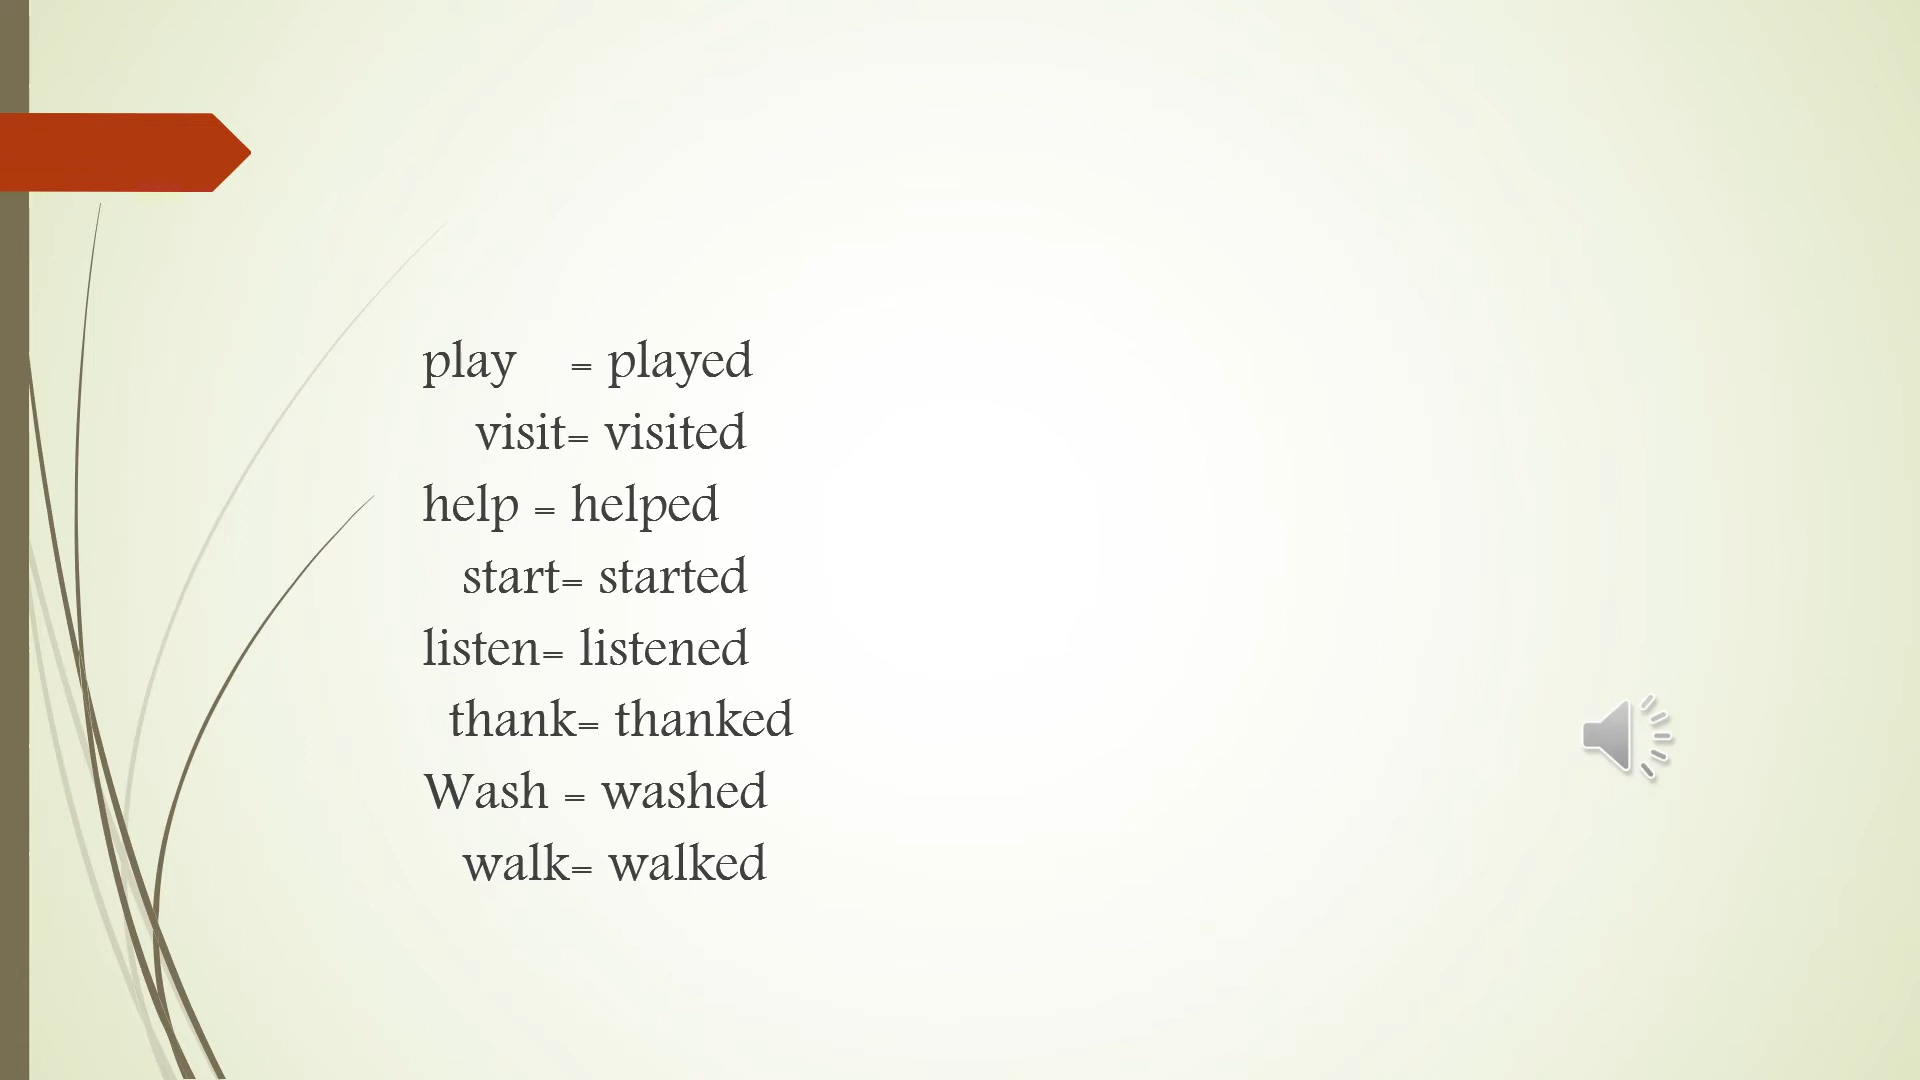 play = played
visit= visited
help = helped
start= started
listen= listened
thank= thanked
Wash = washed
walk= walked